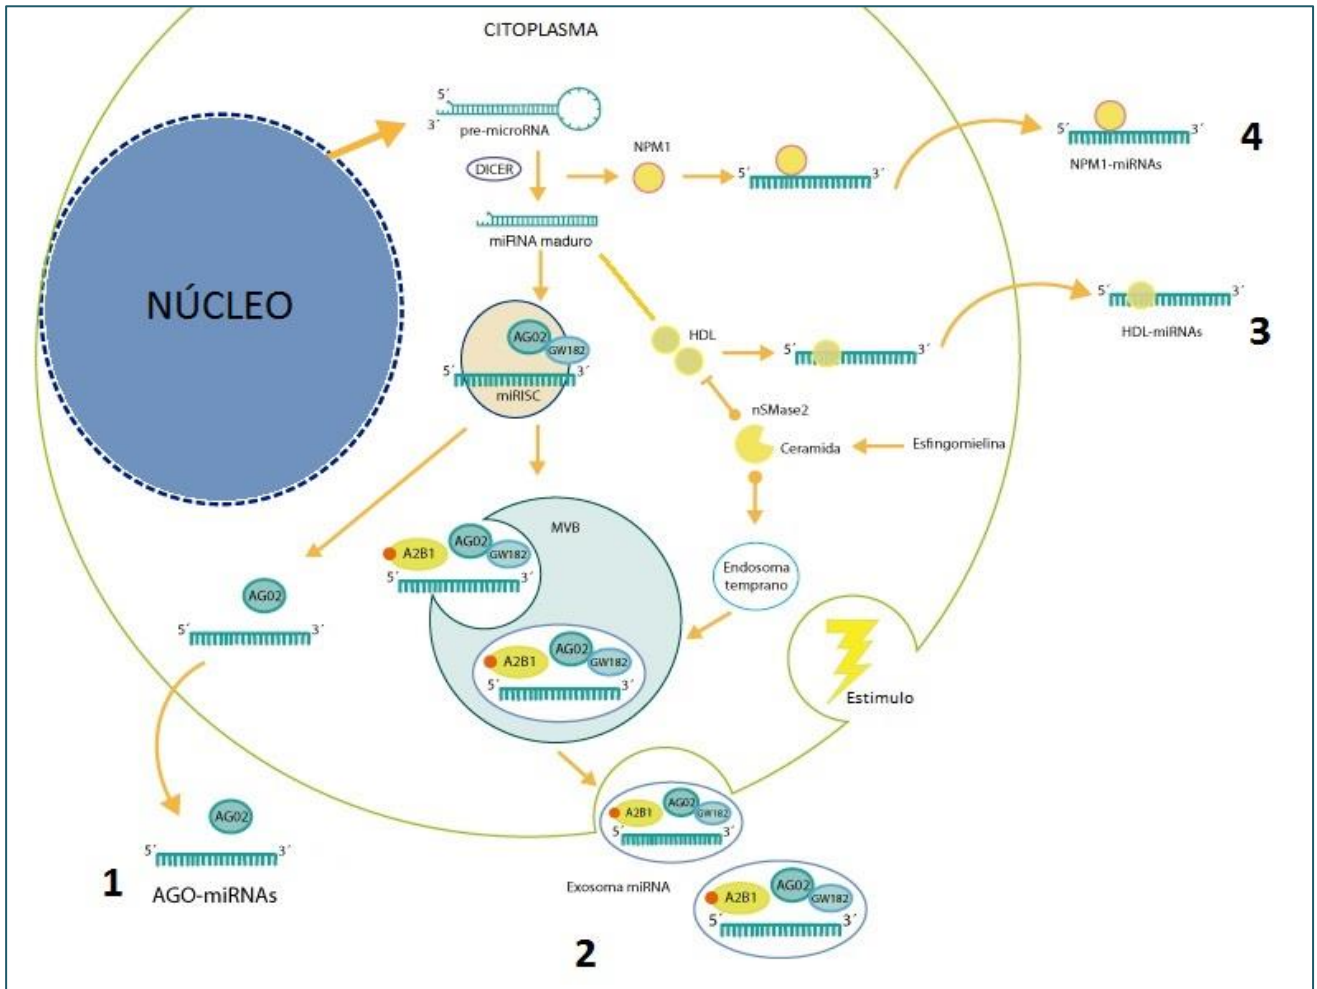 CITOPLASMA
5´
3´
pre-microRNA
DICER
NPM1
5´ 3´
5´ 3´
NPM1-miRNAs
4
miRNA maduro
NÚCLEO
AG02
GW182
5´ 3´
miRISC
HDL
5´ 3´
5´ 3´
HDL-miRNAs
3
nSMase2
Ceramida
Esfingomielina
MVB
A2B1
AG02
GW182
5´ 3´
Endosoma
temprano
AG02
5´ 3´
A2B1
AG02
GW182
5´ 3´
Estimulo
AG02
5´ 3´
1
AGO-miRNAs
A2B1
AG02
GW182
5´ 3´
Exosoma miRNA
A2B1
AG02
GW182
5´ 3´
2